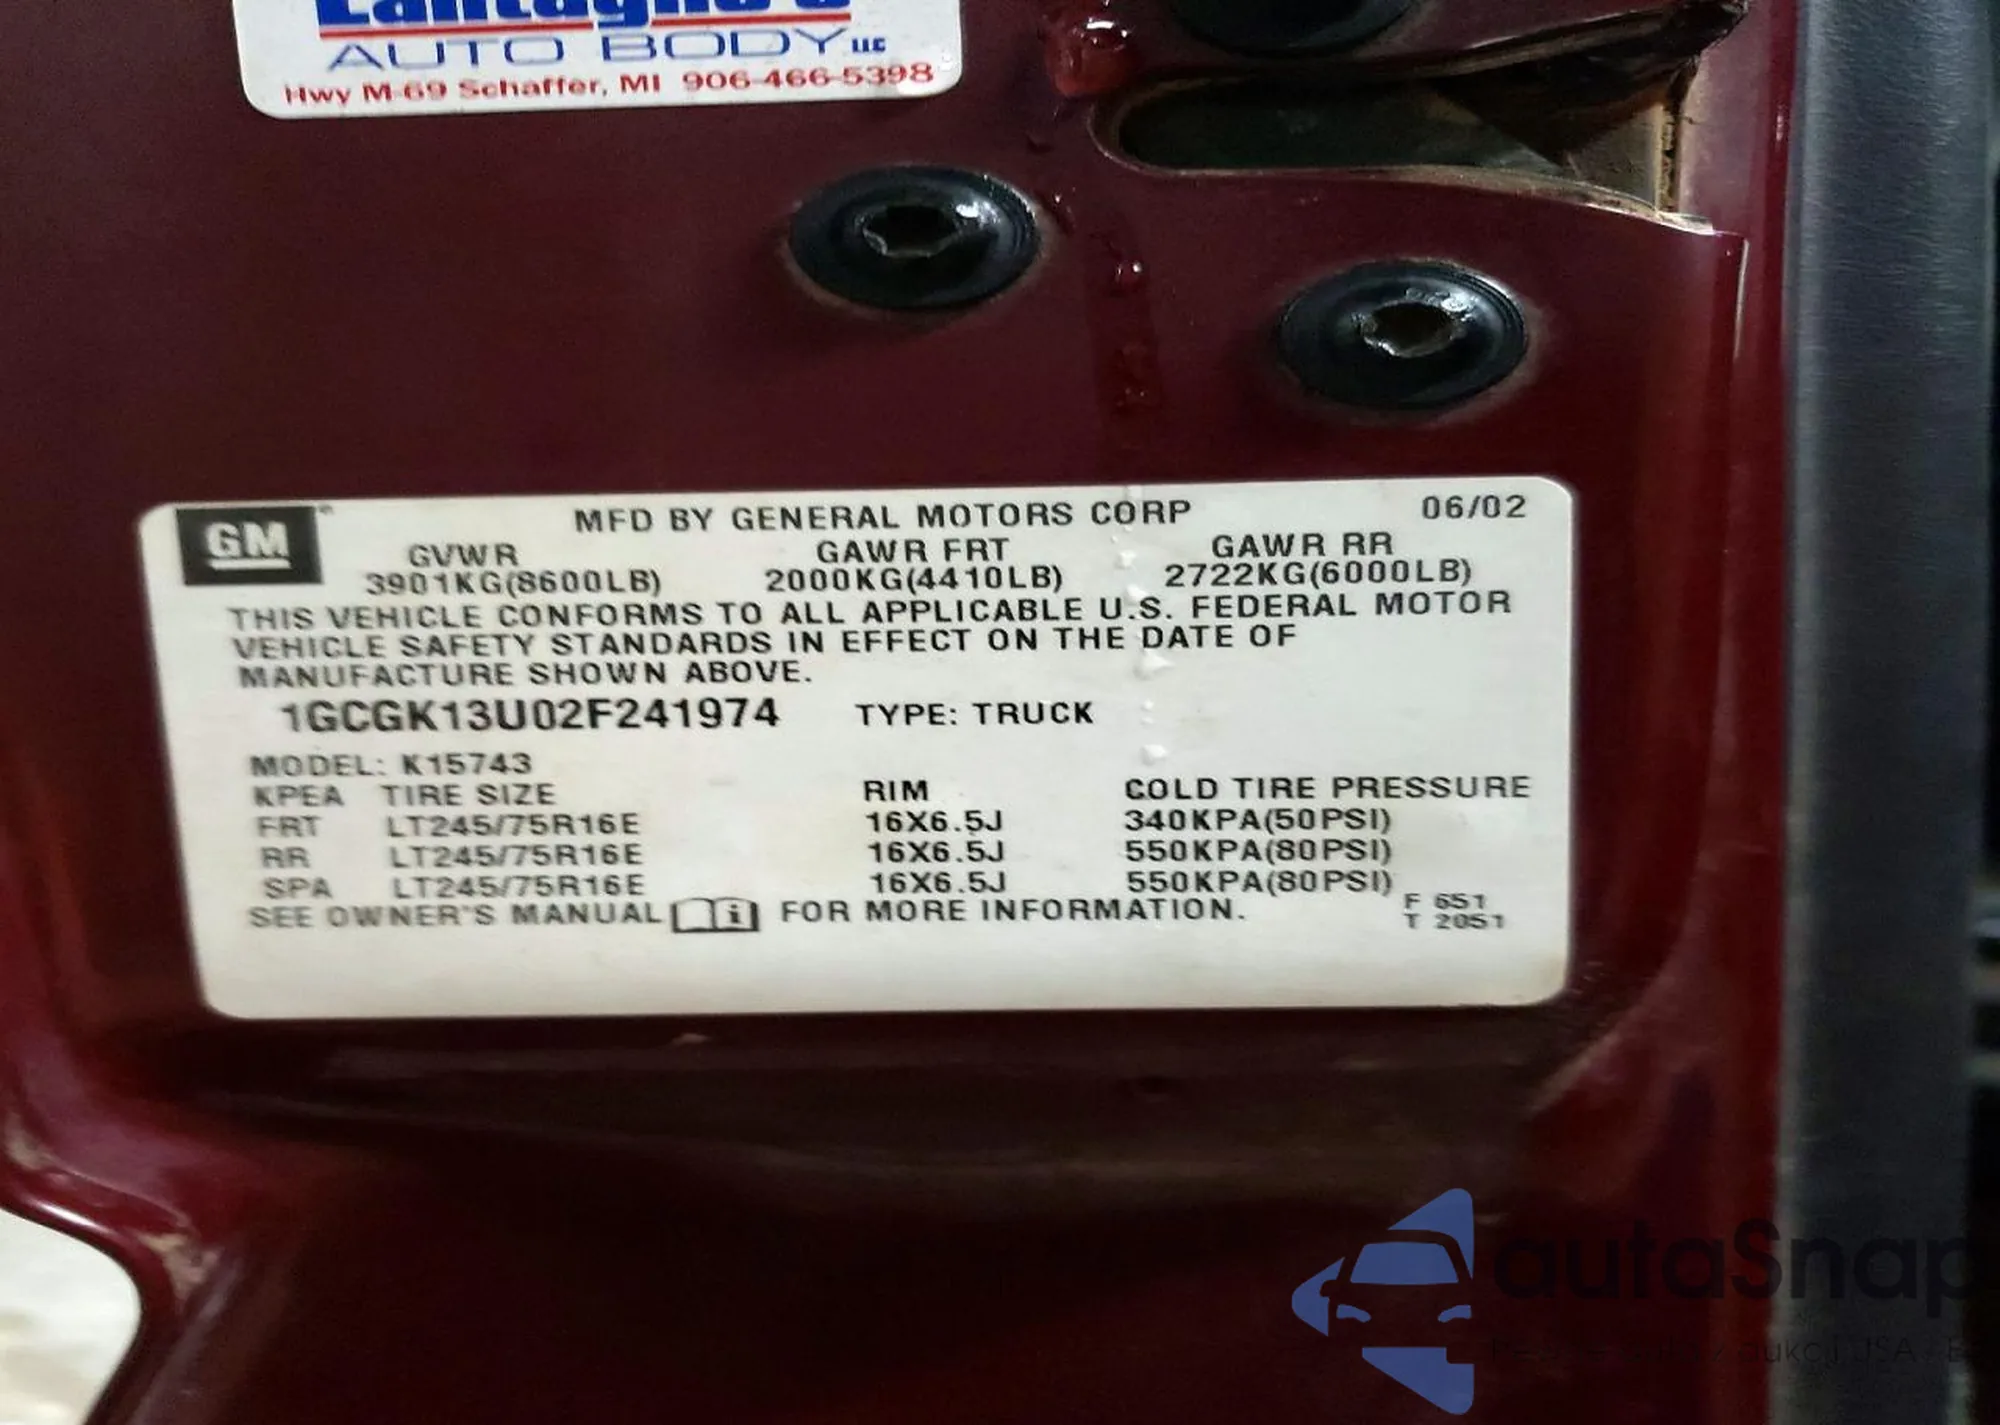 AUTO BODY LLC
Hwy M-69 Schaffer, MI 906-466-5398
GM
MFD BY GENERAL MOTORS CORP 06/02
GVWR GAWR FRT GAWR RR
3901KG(8600LB) 2000KG(4410LB) 2722KG(6000LB)
THIS VEHICLE CONFORMS TO ALL APPLICABLE U.S. FEDERAL MOTOR
VEHICLE SAFETY STANDARDS IN EFFECT ON THE DATE OF
MANUFACTURE SHOWN ABOVE.
1GCGK13U02F241974 TYPE: TRUCK
MODEL: K15743
KPEA TIRE SIZE RIM COLD TIRE PRESSURE
FRT LT245/75R16E 16X6.5J 340KPA(50PSI)
RR LT245/75R16E 16X6.5J 550KPA(80PSI)
SPA LT245/75R16E 16X6.5J 550KPA(80PSI)
SEE OWNER'S MANUAL i FOR MORE INFORMATION.
F 651
T 2051
autaSnap
aukcji USA